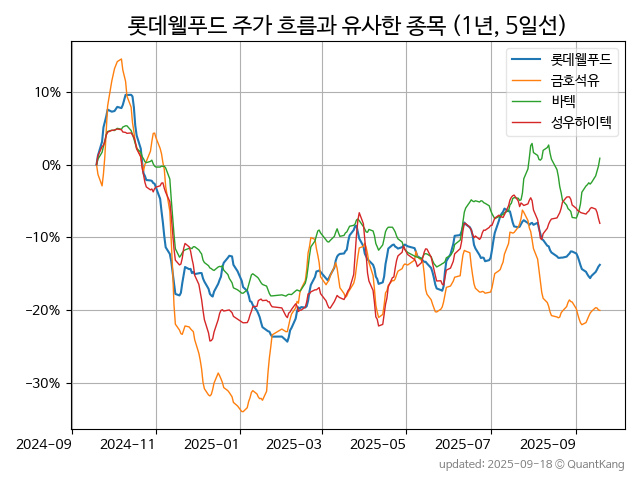 롯데웰푸드 주가 흐름과 유사한 종목 (1년, 5일선)
롯데웰푸드
금호석유
바텍
성우하이텍
10%
0%
−10%
−20%
−30%
2024-09
2024-11
2025-01
2025-03
2025-05
2025-07
2025-09
updated: 2025-09-18 ⓒ QuantKang